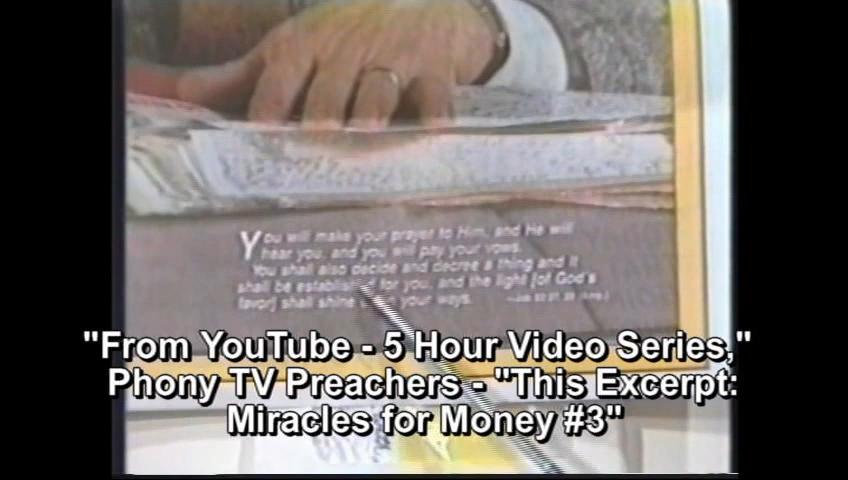 You will make your prayer to Him, and He will
hear you, and you will pay your vows.
You shall also decide and decree a thing and it
shall be established for you, and the light [of God's
favor] shall shine your ways.
"From YouTube - 5 Hour Video Series,"
Phony TV Preachers - "This Excerpt:
Miracles for Money #3"